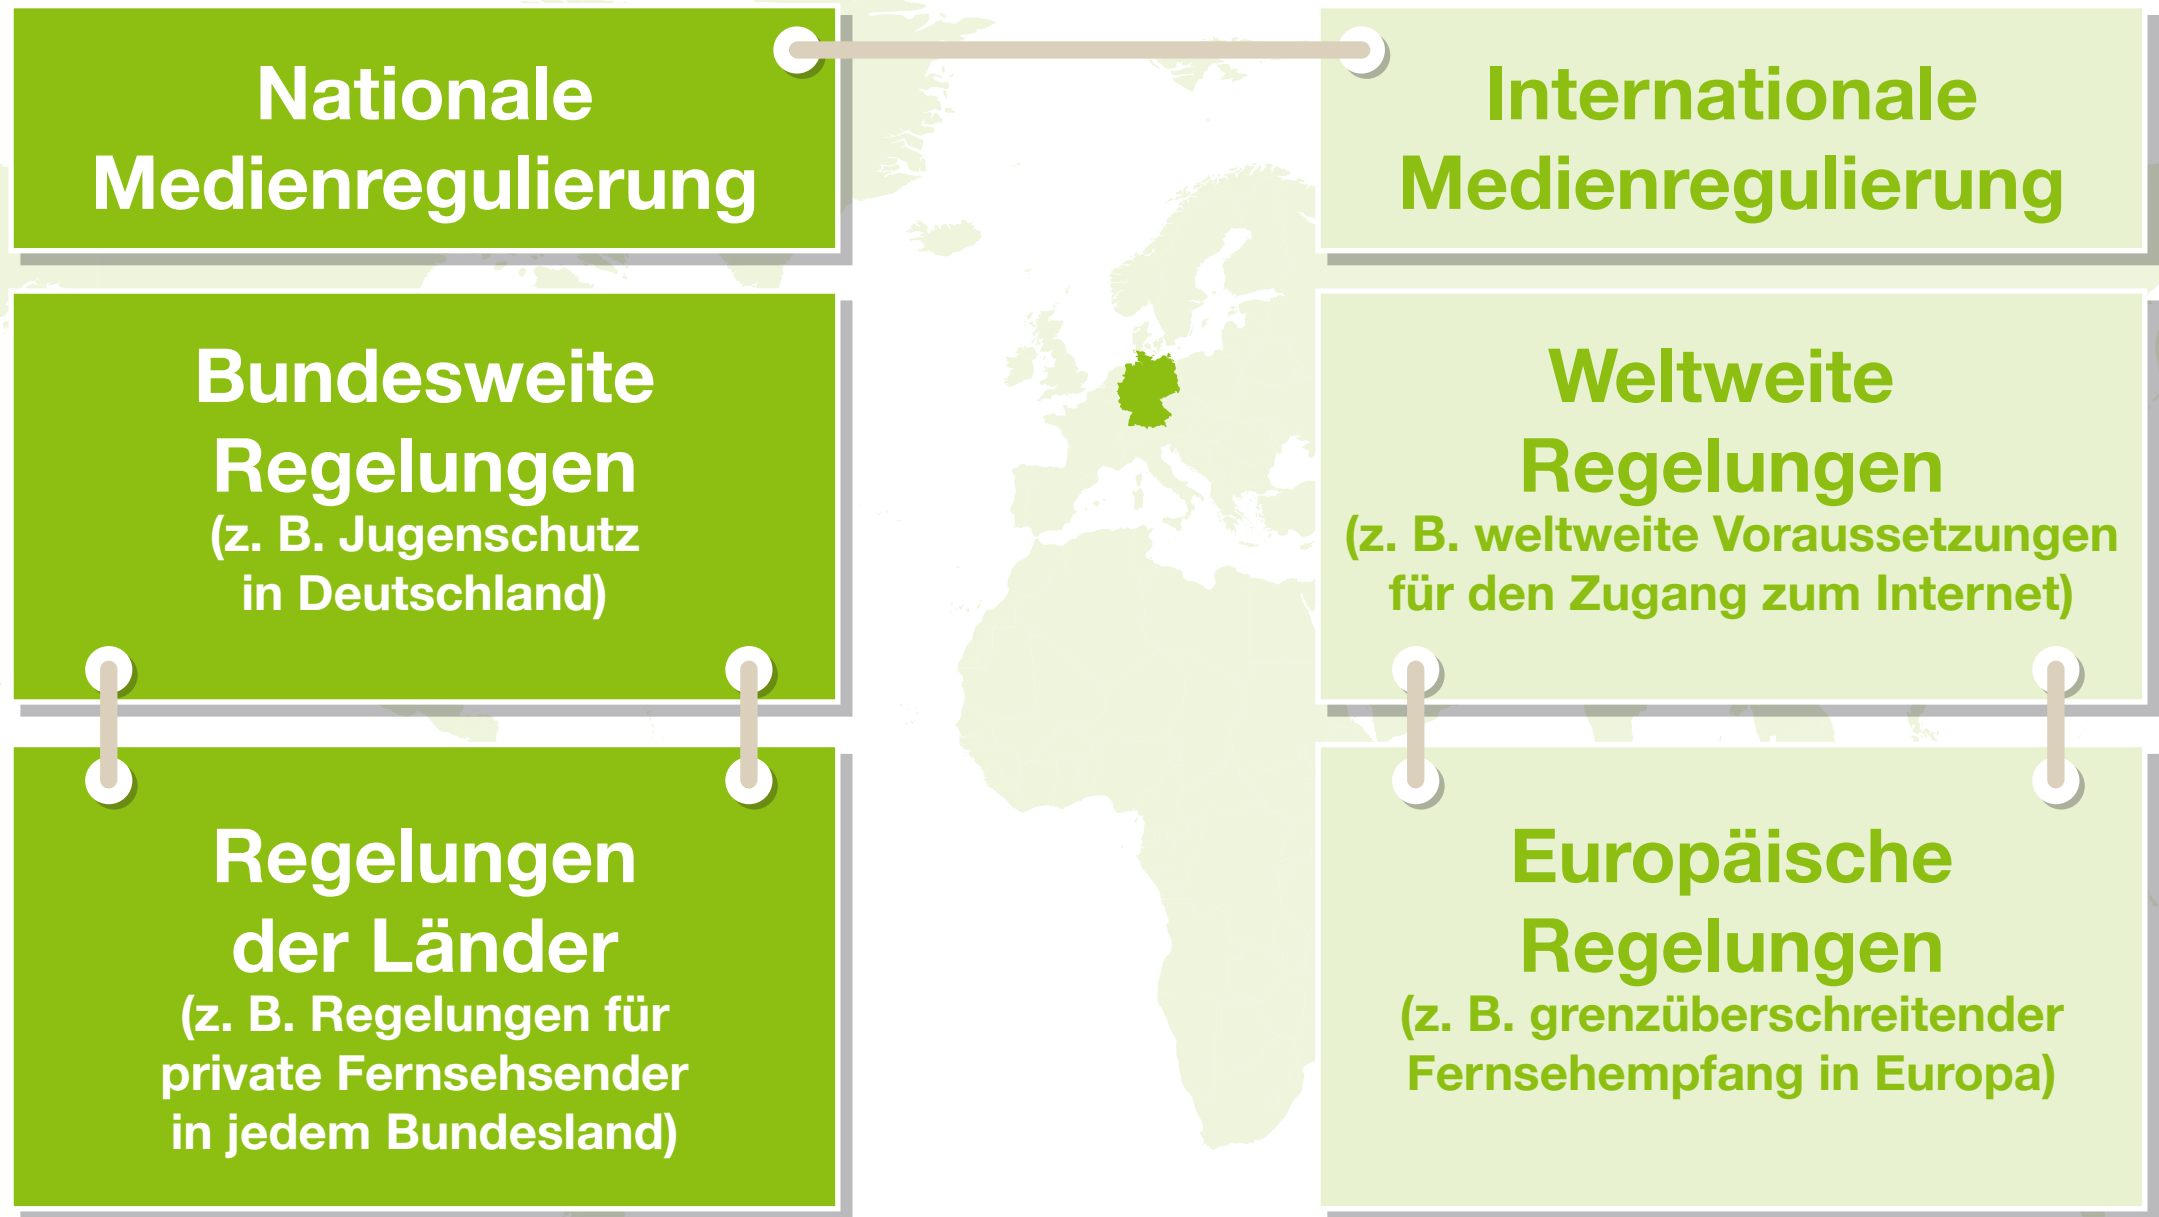 Nationale
Medienregulierung
Bundesweite
Regelungen
(z. B. Jugenschutz
in Deutschland)
Regelungen
der Länder
(z. B. Regelungen für
private Fernsehsender
in jedem Bundesland)
Internationale
Medienregulierung
Weltweite
Regelungen
(z. B. weltweite Voraussetzungen
für den Zugang zum Internet)
Europäische
Regelungen
(z. B. grenzüberschreitender
Fernsehempfang in Europa)